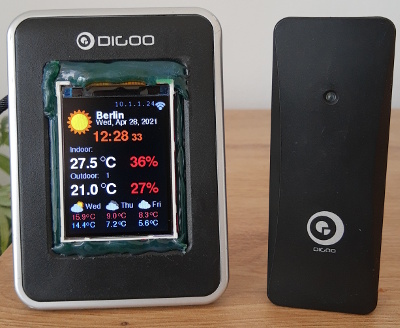 DIGOO
10.1.1.24
Berlin
Wed, Apr 28, 2021
12:28 33
Indoor:
27.5 °C 36%
Outdoor: 1
21.0 °C 27%
Wed Thu Fri
15.9°C 9.0°C 8.3°C
14.4°C 7.2°C 5.6°C
DIGOO